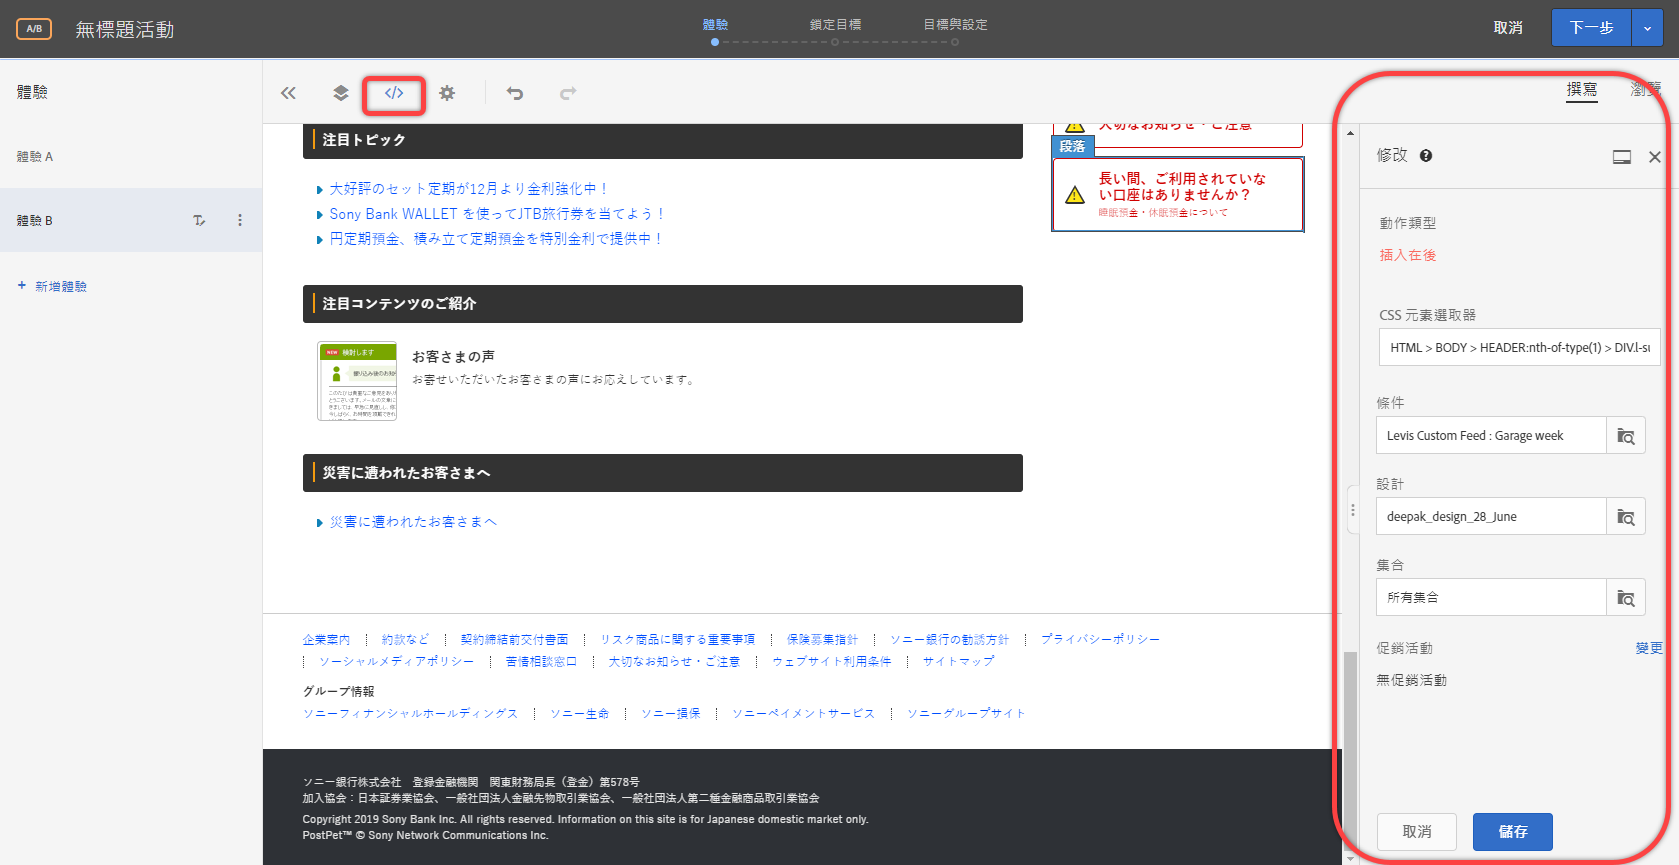 A/B
無標題活動
體驗
鎖定目標
目標與設定
取消
下一步
體驗
</>
撰寫
瀏覽
體驗 A
體驗 B
+ 新增體驗
注目トピック
大好評のセット定期が12月より金利強化中！
Sony Bank WALLET を使ってJTB旅行券を当てよう！
円定期預金、積み立て定期預金を特別金利で提供中！
大切なお知らせ・ご注意
段落
長い間、ご利用されていな
い口座はありませんか？
睡眠預金・休眠預金について
注目コンテンツのご紹介
NEW 検討します
お客さまの声
お寄せいただいたお客さまの声にお応えしています。
災害に遭われたお客さまへ
災害に遭われたお客さまへ
企業案内
約款など
契約締結前交付書面
リスク商品に関する重要事項
保険募集指針
ソニー銀行の勧誘方針
プライバシーポリシー
ソーシャルメディアポリシー
苦情相談窓口
大切なお知らせ・ご注意
ウェブサイト利用条件
サイトマップ
グループ情報
ソニーフィナンシャルホールディングス
ソニー生命
ソニー損保
ソニーペイメントサービス
ソニーグループサイト
ソニー銀行株式会社　登録金融機関　関東財務局長（登金）第578号
加入協会：日本証券業協会、一般社団法人金融先物取引業協会、一般社団法人第二種金融商品取引業協会
Copyright 2019 Sony Bank Inc. All rights reserved. Information on this site is for Japanese domestic market only.
PostPet™ © Sony Network Communications Inc.
修改
動作類型
插入在後
CSS 元素選取器
HTML > BODY > HEADER:nth-of-type(1) > DIV.l-su
條件
Levis Custom Feed : Garage week
設計
deepak_design_28_June
集合
所有集合
促銷活動
變更
無促銷活動
取消
儲存